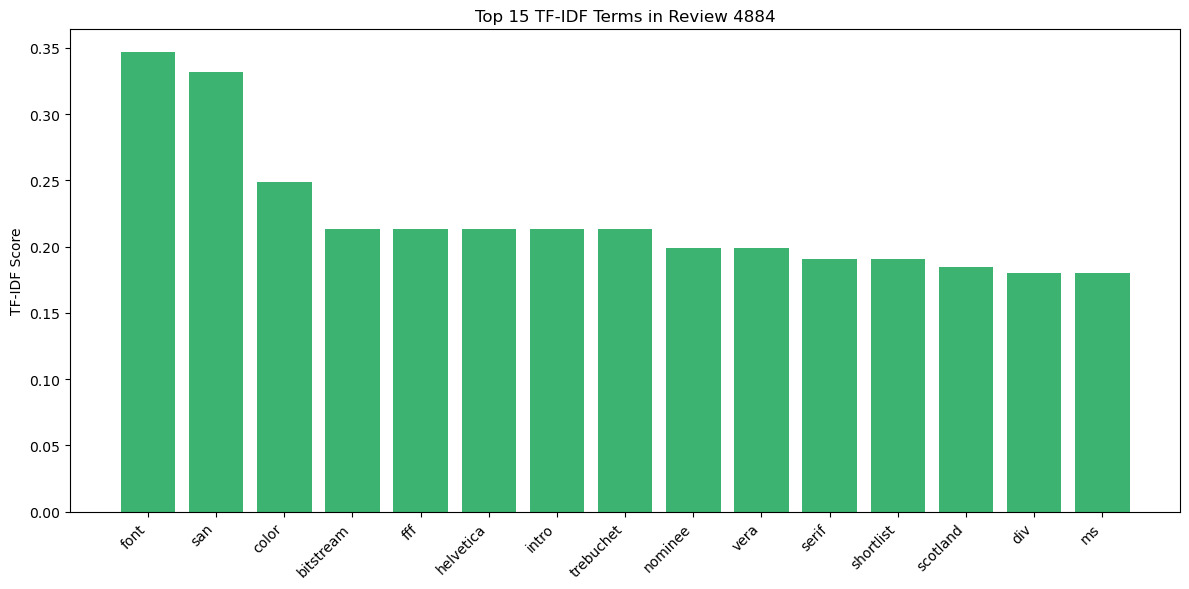 Top 15 TF-IDF Terms in Review 4884
TF-IDF Score
0.35
0.30
0.25
0.20
0.15
0.10
0.05
0.00
font
san
color
bitstream
fff
helvetica
intro
trebuchet
nominee
vera
serif
shortlist
scotland
div
ms